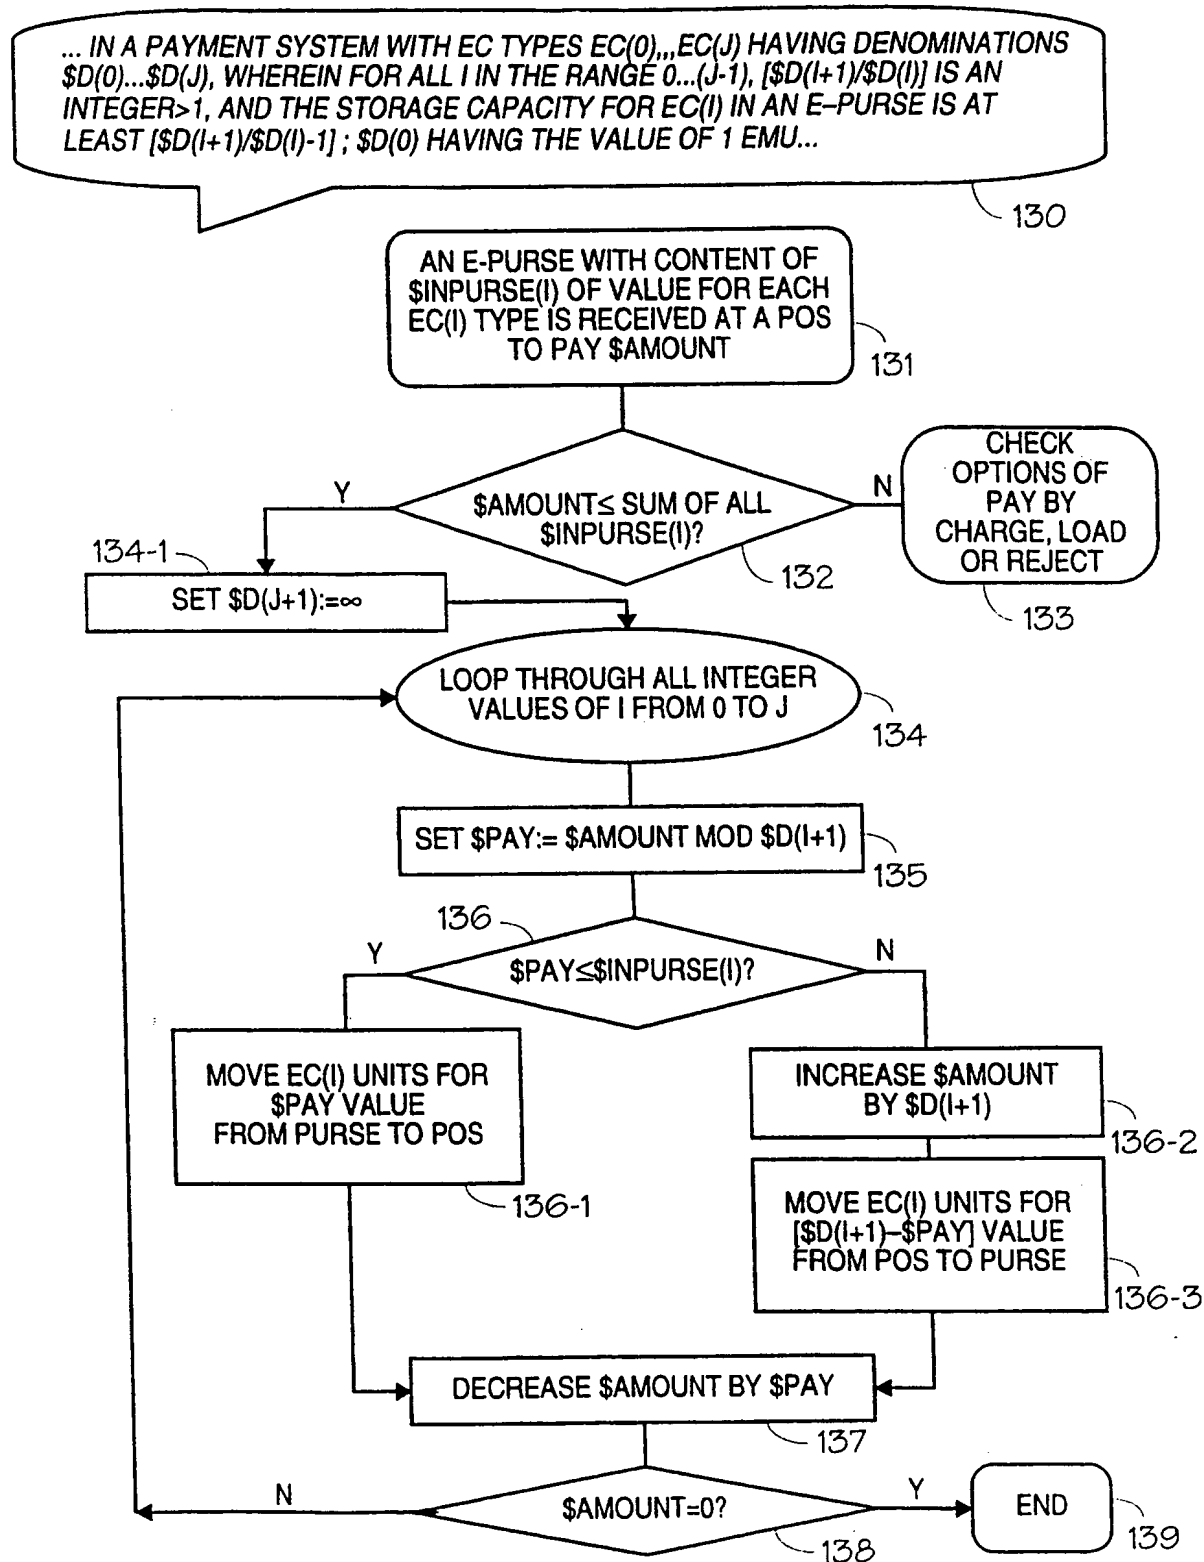 ... IN A PAYMENT SYSTEM WITH EC TYPES EC(0),,,EC(J) HAVING DENOMINATIONS
$D(0)...$D(J), WHEREIN FOR ALL I IN THE RANGE 0...(J-1), [$D(I+1)/$D(I)] IS AN
INTEGER>1, AND THE STORAGE CAPACITY FOR EC(I) IN AN E-PURSE IS AT
LEAST [$D(I+1)/$D(I)-1] ; $D(0) HAVING THE VALUE OF 1 EMU...
130
AN E-PURSE WITH CONTENT OF
$INPURSE(I) OF VALUE FOR EACH
EC(I) TYPE IS RECEIVED AT A POS
TO PAY $AMOUNT
131
Y
$AMOUNT≤ SUM OF ALL
$INPURSE(I)?
132
N
CHECK
OPTIONS OF
PAY BY
CHARGE, LOAD
OR REJECT
133
134-1
SET $D(J+1):=∞
LOOP THROUGH ALL INTEGER
VALUES OF I FROM 0 TO J
134
SET $PAY:= $AMOUNT MOD $D(I+1)
135
136
Y
$PAY≤$INPURSE(I)?
N
MOVE EC(I) UNITS FOR
$PAY VALUE
FROM PURSE TO POS
136-1
INCREASE $AMOUNT
BY $D(I+1)
136-2
MOVE EC(I) UNITS FOR
[$D(I+1)–$PAY] VALUE
FROM POS TO PURSE
136-3
DECREASE $AMOUNT BY $PAY
137
N
$AMOUNT=0?
138
Y
END
139